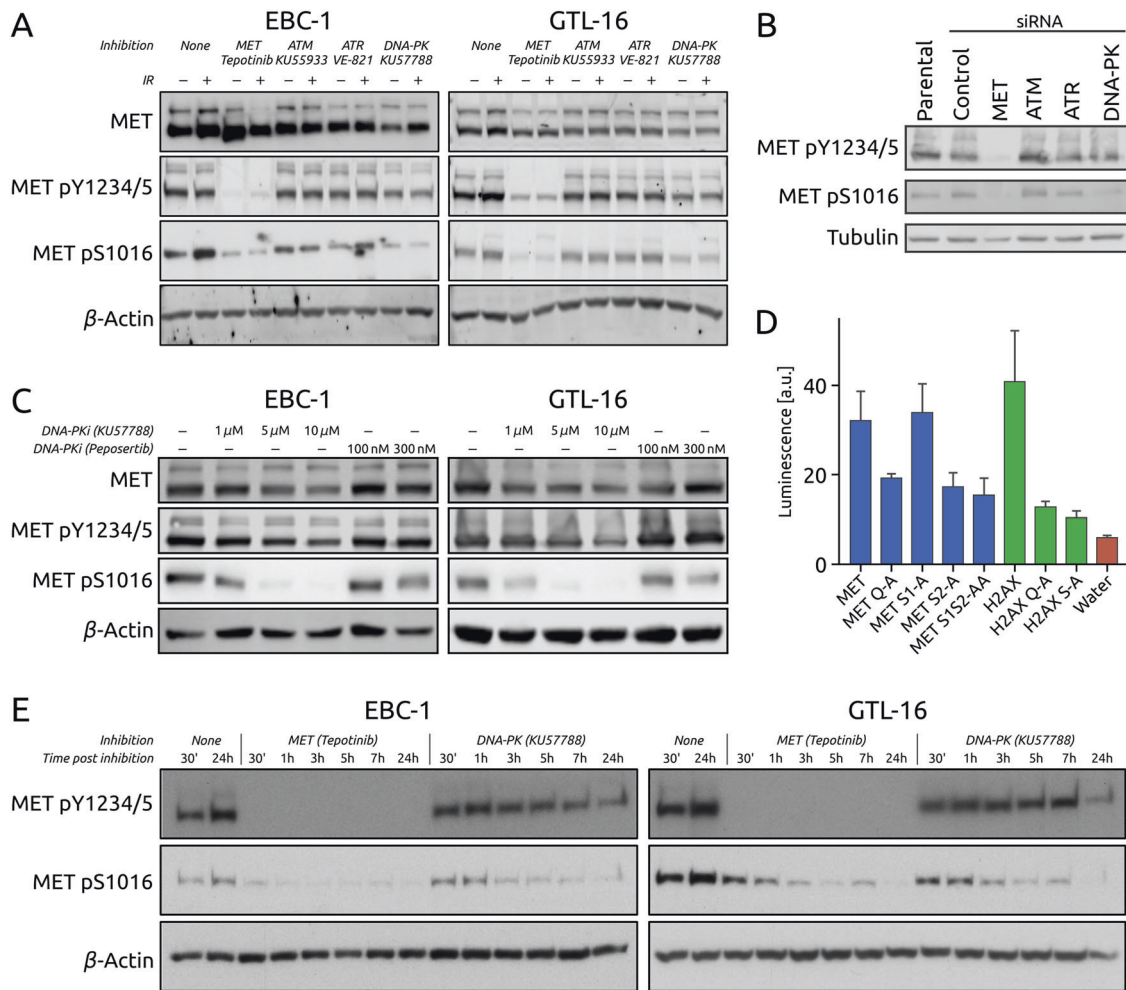 A
EBC-1
GTL-16
Inhibition None MET Tepotinib ATM KU55933 ATR VE-821 DNA-PK KU57788 None MET Tepotinib ATM KU55933 ATR VE-821 DNA-PK KU57788
IR − + − + − + − + − + − + − + − + − + − +
MET
MET pY1234/5
MET pS1016
β-Actin
B
siRNA
Parental Control MET ATM ATR DNA-PK
MET pY1234/5
MET pS1016
Tubulin
C
EBC-1
GTL-16
DNA-PKi (KU57788) − 1 μM 5 μM 10 μM − − − 1 μM 5 μM 10 μM − −
DNA-PKi (Peposertib) − − − − 100 nM 300 nM − − − − 100 nM 300 nM
MET
MET pY1234/5
MET pS1016
β-Actin
D
Luminescence [a.u.]
40
20
0
MET MET Q-A MET S1-A MET S2-A MET S1S2-AA H2AX H2AX Q-A H2AX S-A Water
E
EBC-1
GTL-16
Inhibition None MET (Tepotinib) DNA-PK (KU57788) None MET (Tepotinib) DNA-PK (KU57788)
Time post inhibition 30' 24h 30' 1h 3h 5h 7h 24h 30' 1h 3h 5h 7h 24h 30' 24h 30' 1h 3h 5h 7h 24h 30' 1h 3h 5h 7h 24h
MET pY1234/5
MET pS1016
β-Actin